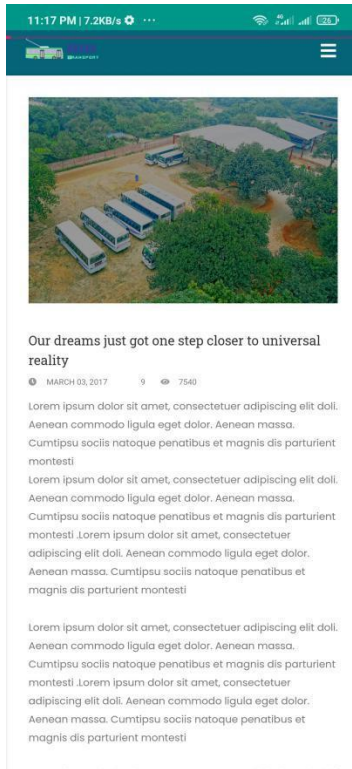 11:17 PM | 7.2KB/s ···
4G
26
TRANSPORT
Our dreams just got one step closer to universal
reality
MARCH 03, 2017 9 7540
Lorem ipsum dolor sit amet, consectetuer adipiscing elit doli.
Aenean commodo ligula eget dolor. Aenean massa.
Cumtipsu sociis natoque penatibus et magnis dis parturient
montesti
Lorem ipsum dolor sit amet, consectetuer adipiscing elit doli.
Aenean commodo ligula eget dolor. Aenean massa.
Cumtipsu sociis natoque penatibus et magnis dis parturient
montesti .Lorem ipsum dolor sit amet, consectetuer
adipiscing elit doli. Aenean commodo ligula eget dolor.
Aenean massa. Cumtipsu sociis natoque penatibus et
magnis dis parturient montesti
Lorem ipsum dolor sit amet, consectetuer adipiscing elit doli.
Aenean commodo ligula eget dolor. Aenean massa.
Cumtipsu sociis natoque penatibus et magnis dis parturient
montesti .Lorem ipsum dolor sit amet, consectetuer
adipiscing elit doli. Aenean commodo ligula eget dolor.
Aenean massa. Cumtipsu sociis natoque penatibus et
magnis dis parturient montesti